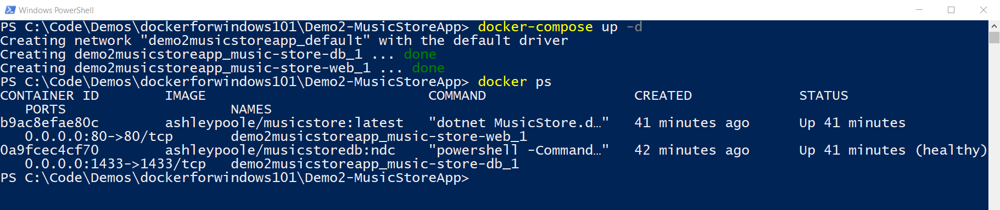 Windows PowerShell
PS C:\Code\Demos\dockerforwindows101\Demo2-MusicStoreApp> docker-compose up -d
Creating network "demo2musicstoreapp_default" with the default driver
Creating demo2musicstoreapp_music-store-db_1 ... done
Creating demo2musicstoreapp_music-store-web_1 ... done
PS C:\Code\Demos\dockerforwindows101\Demo2-MusicStoreApp> docker ps
CONTAINER ID        IMAGE                           COMMAND                  CREATED             STATUS
   PORTS                    NAMES
b9ac8efae80c        ashleypoole/musicstore:latest   "dotnet MusicStore.d…"   41 minutes ago      Up 41 minutes
   0.0.0.0:80->80/tcp       demo2musicstoreapp_music-store-web_1
0a9fcec4cf70        ashleypoole/musicstoredb:ndc    "powershell -Command…"   42 minutes ago      Up 41 minutes (healthy)
   0.0.0.0:1433->1433/tcp   demo2musicstoreapp_music-store-db_1
PS C:\Code\Demos\dockerforwindows101\Demo2-MusicStoreApp>